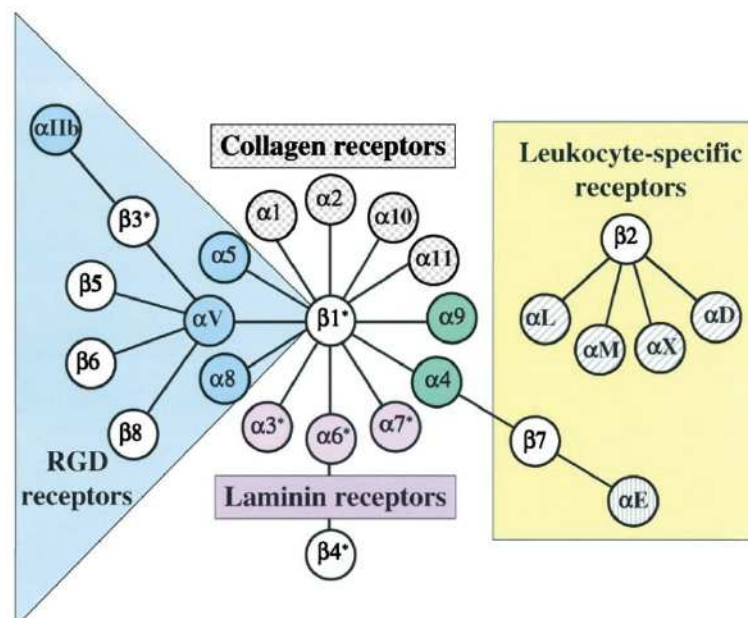 αIIb
Collagen receptors
Leukocyte-specific
receptors
β3*
α5
α1
α2
α10
α11
β2
β5
αV
β1*
α9
αL
αM
αX
αD
β6
α8
α4
β8
α3*
α6*
α7*
β7
RGD
receptors
Laminin receptors
αE
β4*